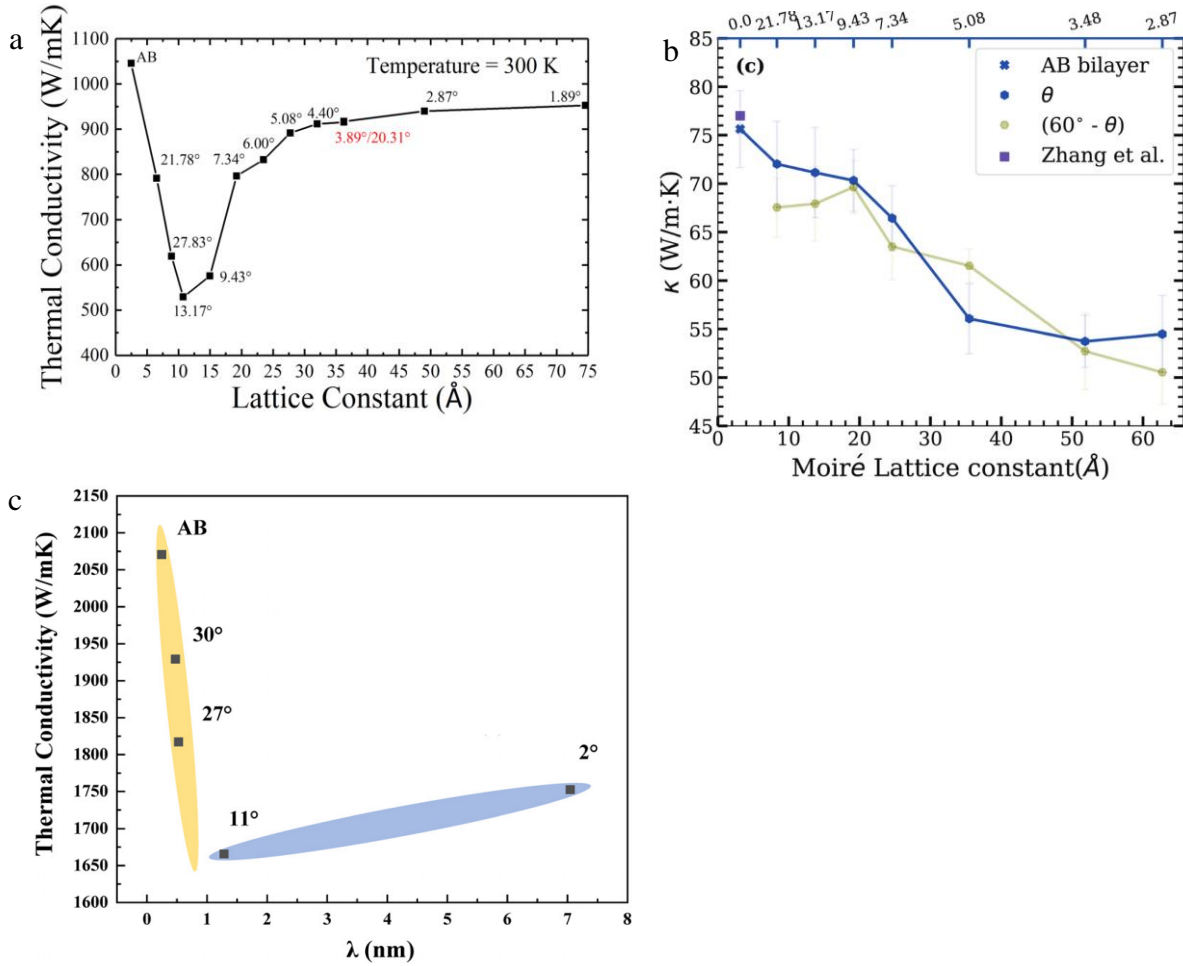 a
Thermal Conductivity (W/mK)
1100
1000
900
800
700
600
500
400
AB
Temperature = 300 K
21.78°
27.83°
13.17°
9.43°
7.34°
6.00°
5.08°
4.40°
3.89°/20.31°
2.87°
1.89°
0 5 10 15 20 25 30 35 40 45 50 55 60 65 70 75
Lattice Constant (Å)
b
0.0 21.78 13.17 9.43 7.34 5.08 3.48 2.87
(c)
κ (W/m·K)
85
80
75
70
65
60
55
50
45
AB bilayer
θ
(60° - θ)
Zhang et al.
0 10 20 30 40 50 60
Moiré Lattice constant(Å)
c
Thermal Conductivity (W/mK)
2150
2100
2050
2000
1950
1900
1850
1800
1750
1700
1650
1600
AB
30°
27°
11°
2°
0 1 2 3 4 5 6 7 8
λ (nm)